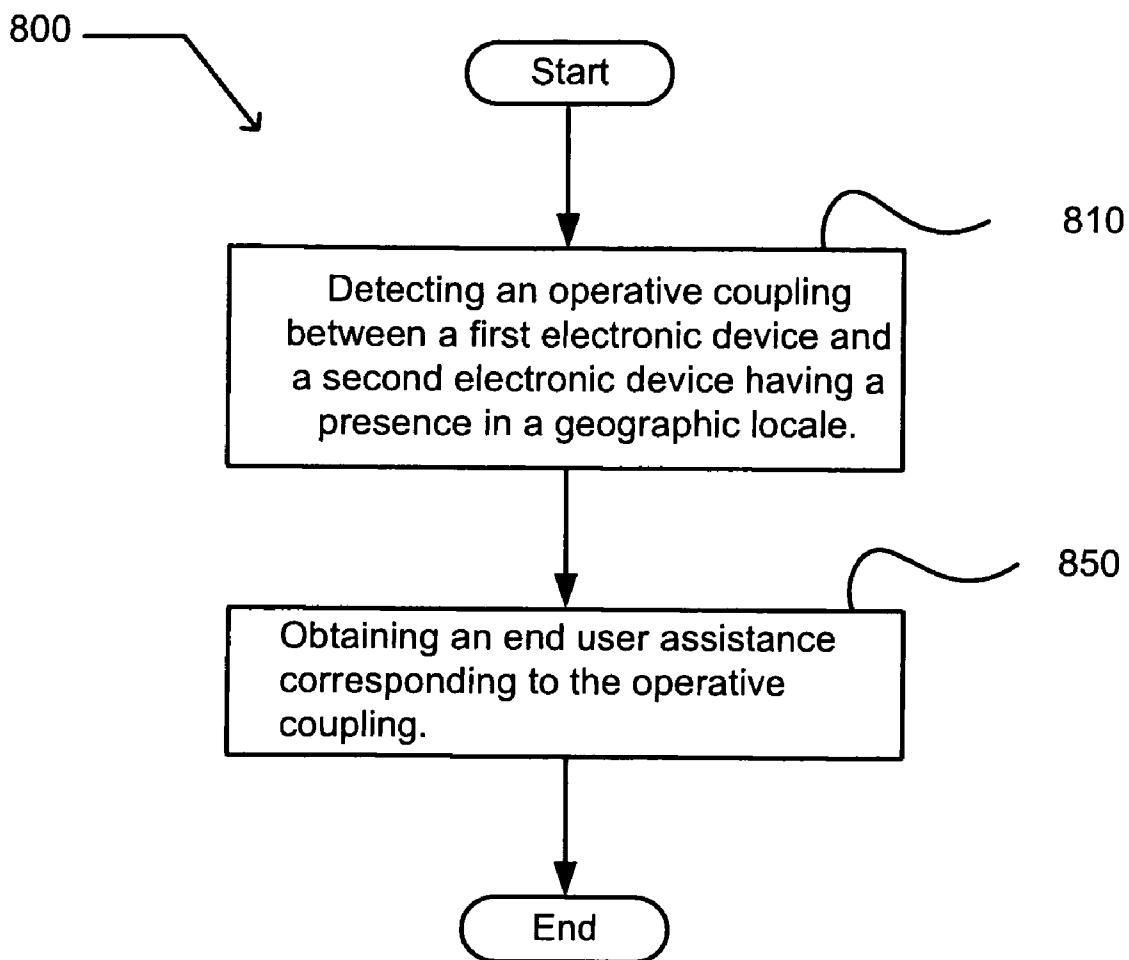 800
Start
810
Detecting an operative coupling
between a first electronic device and
a second electronic device having a
presence in a geographic locale.
850
Obtaining an end user assistance
corresponding to the operative
coupling.
End